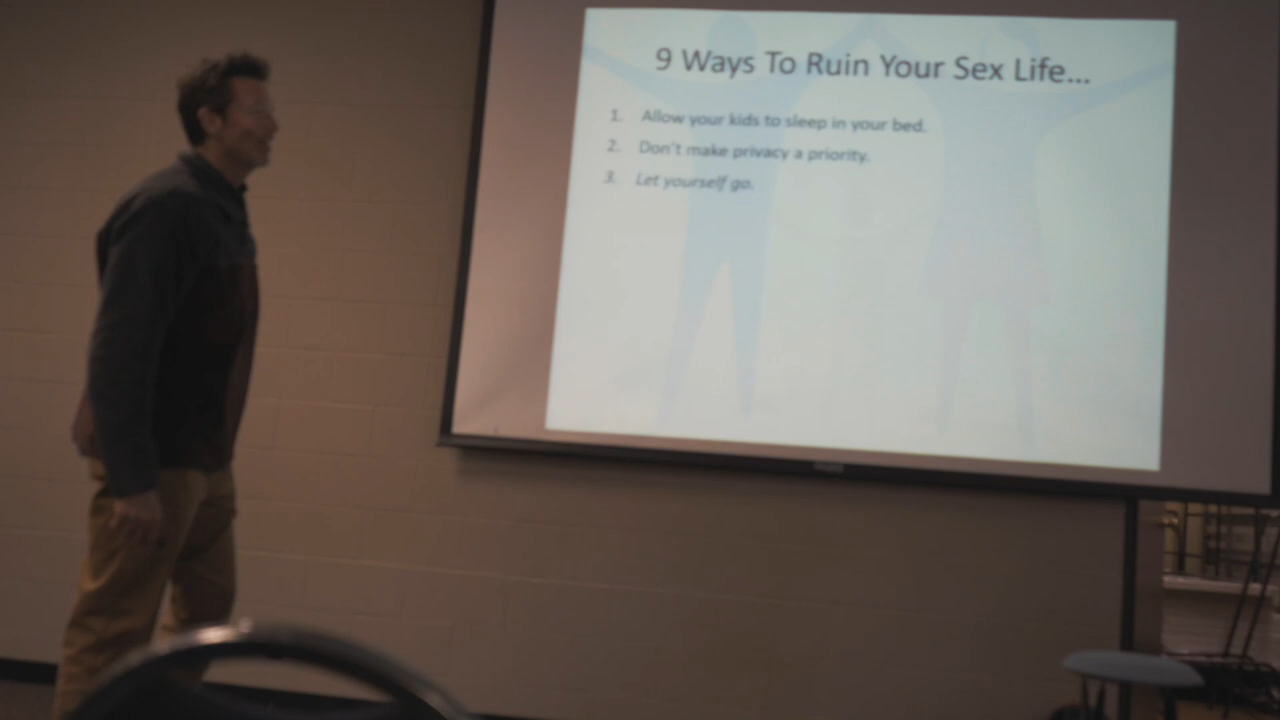 9 Ways To Ruin Your Sex Life...
1. Allow your kids to sleep in your bed.
2. Don't make privacy a priority.
3. Let yourself go.